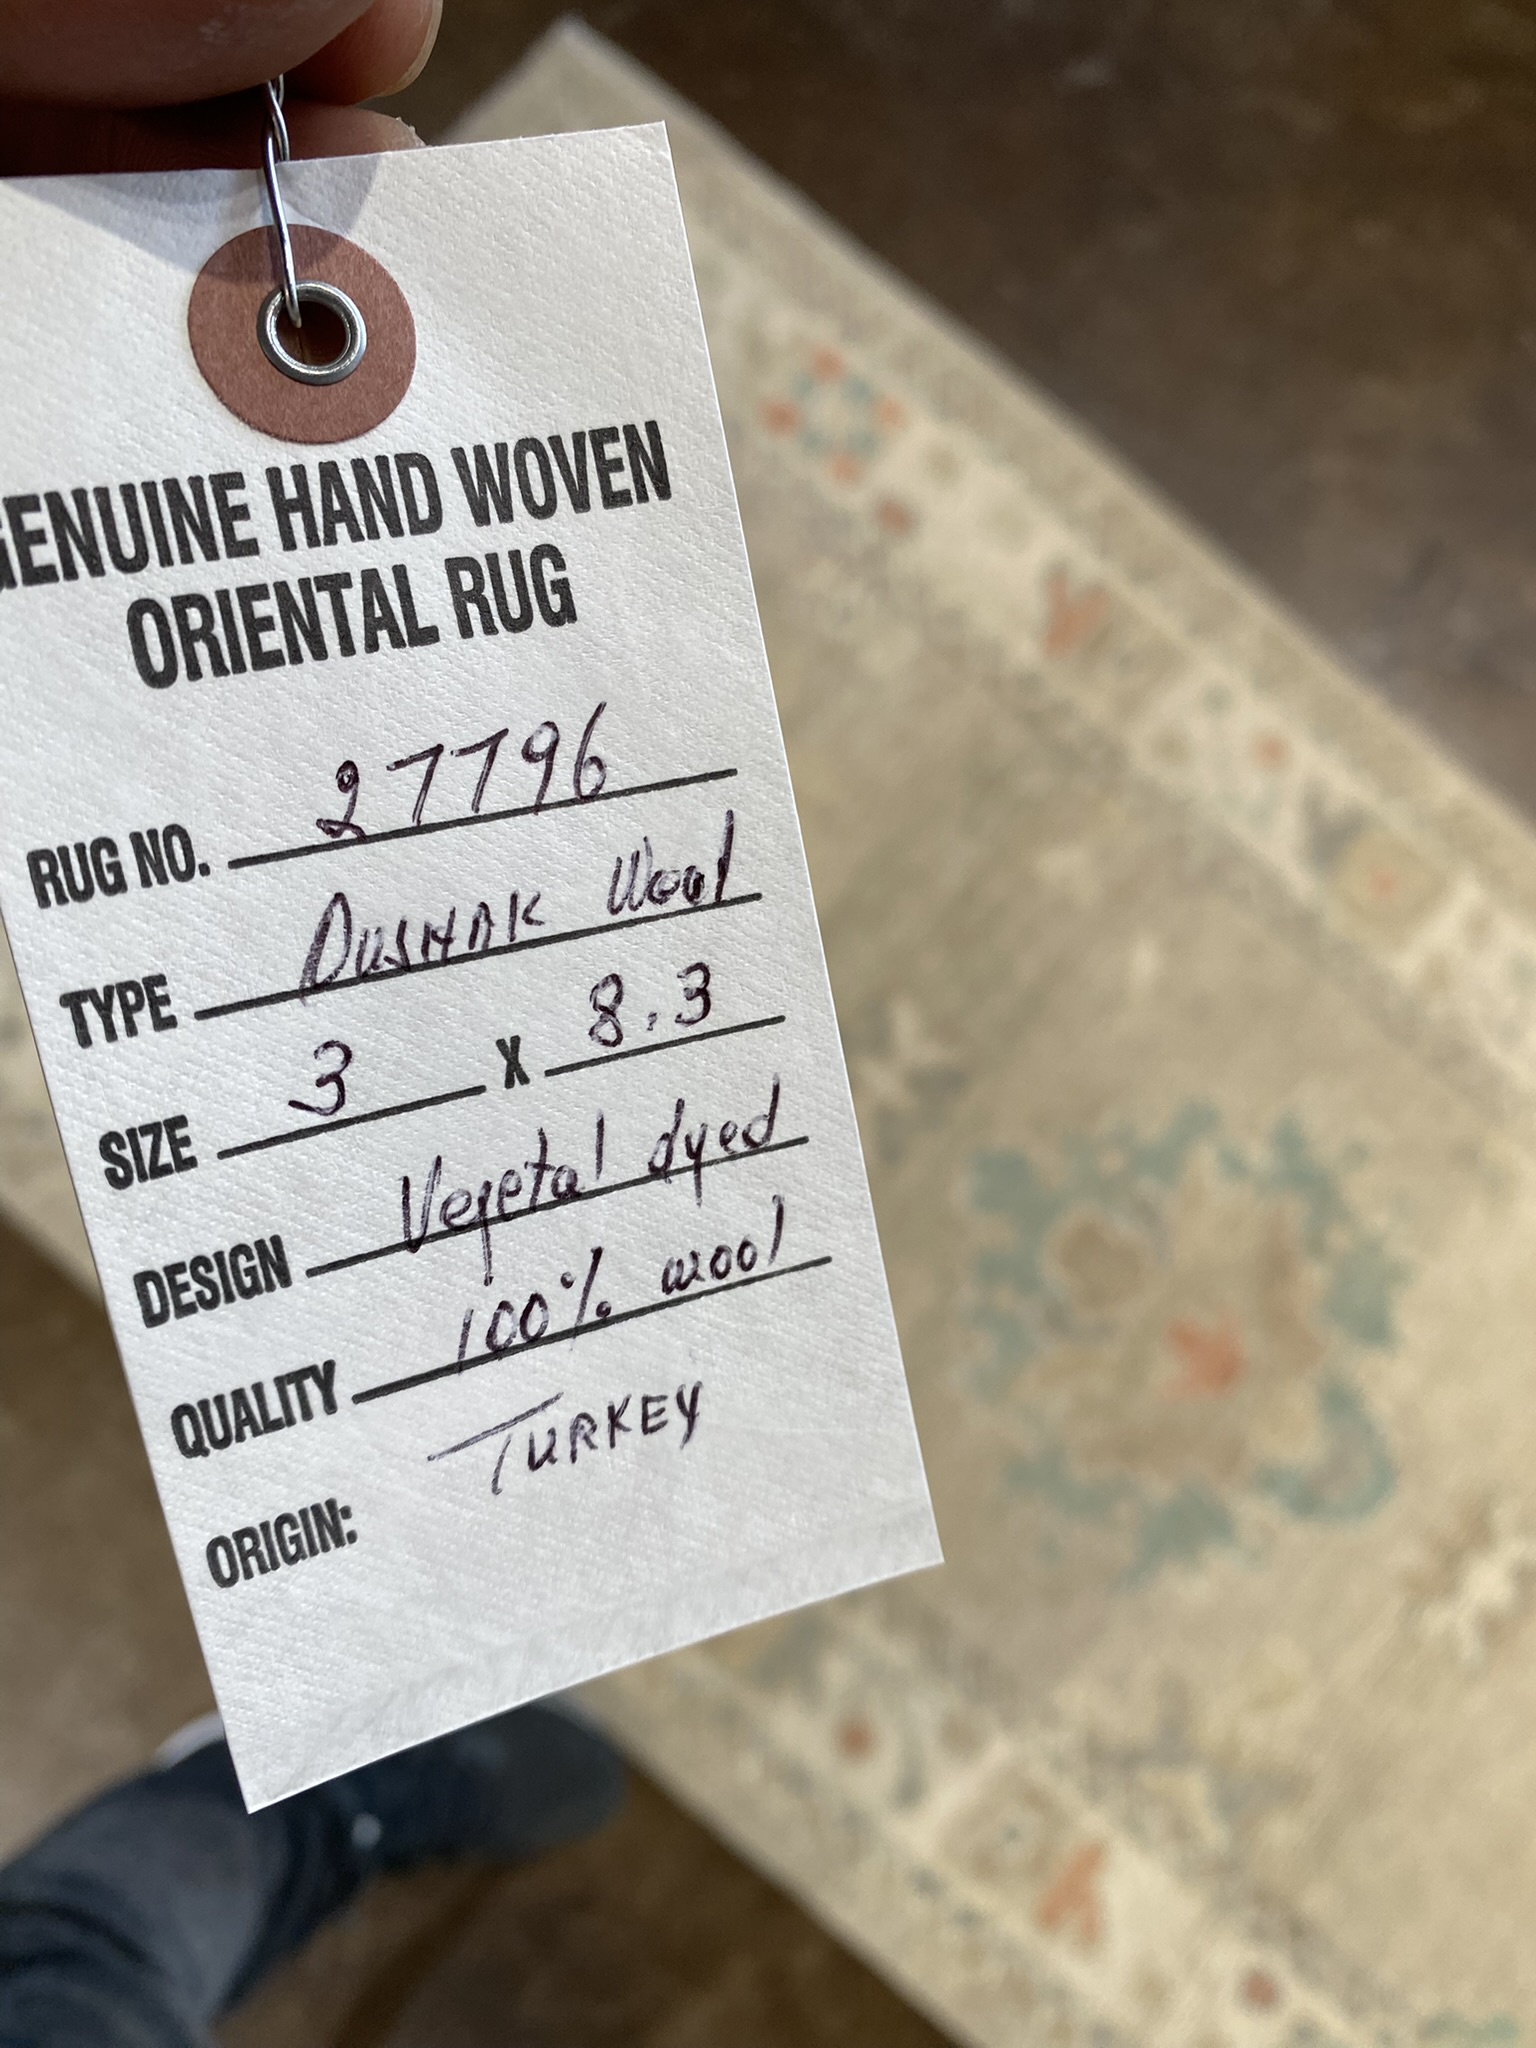 GENUINE HAND WOVEN
ORIENTAL RUG
RUG NO. 27796
TYPE DUSHAK Wool
SIZE 3 X 8.3
DESIGN Vegetal dyed
QUALITY 100% wool
ORIGIN: TURKEY